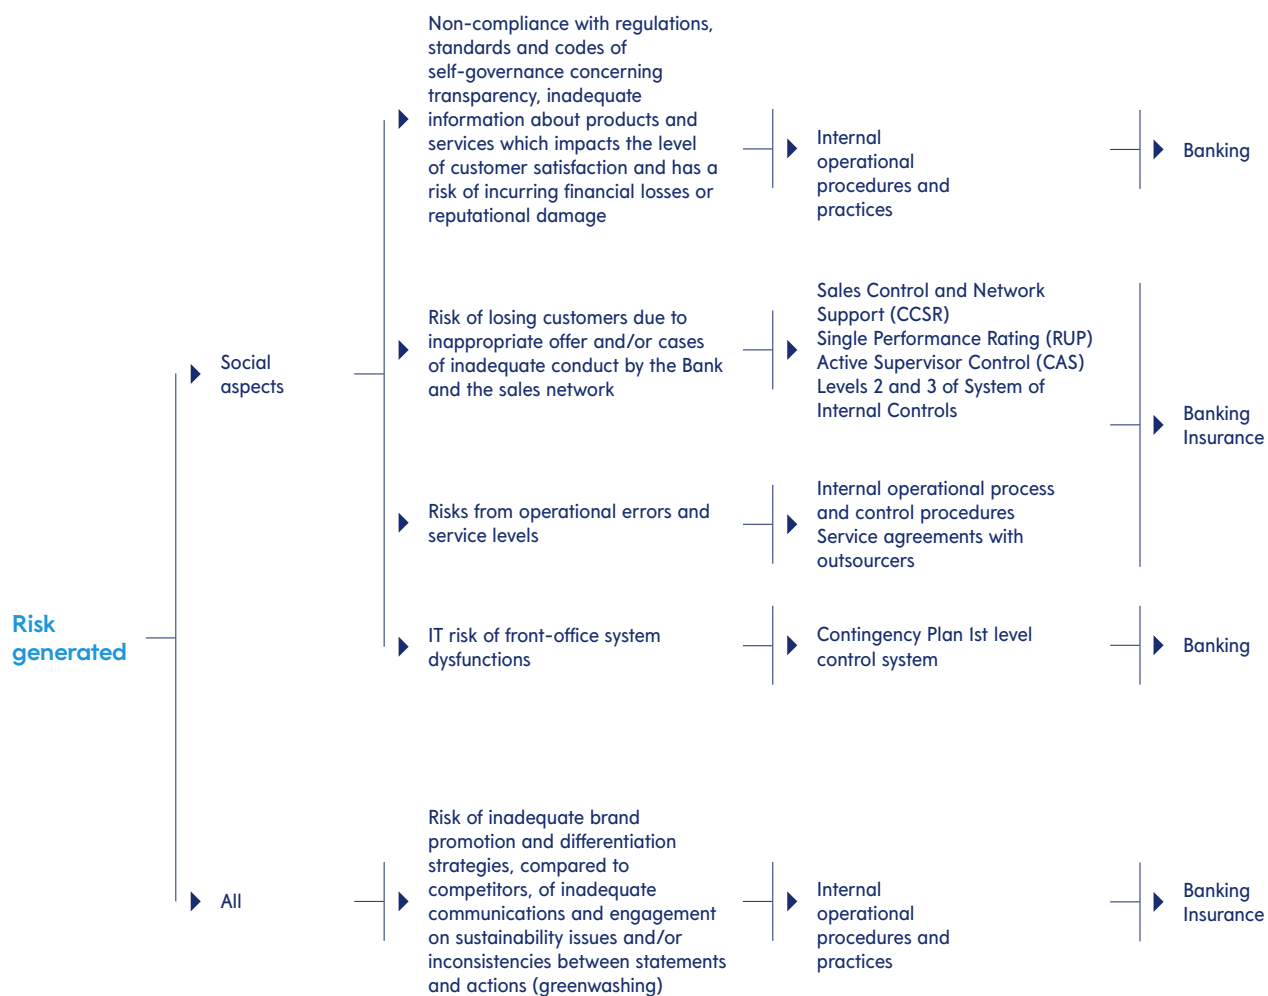 Risk
generated
Social
aspects
Non-compliance with regulations,
standards and codes of
self-governance concerning
transparency, inadequate
information about products and
services which impacts the level
of customer satisfaction and has a
risk of incurring financial losses or
reputational damage
Internal
operational
procedures and
practices
Banking
Risk of losing customers due to
inappropriate offer and/or cases
of inadequate conduct by the Bank
and the sales network
Sales Control and Network
Support (CCSR)
Single Performance Rating (RUP)
Active Supervisor Control (CAS)
Levels 2 and 3 of System of
Internal Controls
Risks from operational errors and
service levels
Internal operational process
and control procedures
Service agreements with
outsourcers
Banking
Insurance
IT risk of front-office system
dysfunctions
Contingency Plan Ist level
control system
Banking
All
Risk of inadequate brand
promotion and differentiation
strategies, compared to
competitors, of inadequate
communications and engagement
on sustainability issues and/or
inconsistencies between statements
and actions (greenwashing)
Internal
operational
procedures and
practices
Banking
Insurance